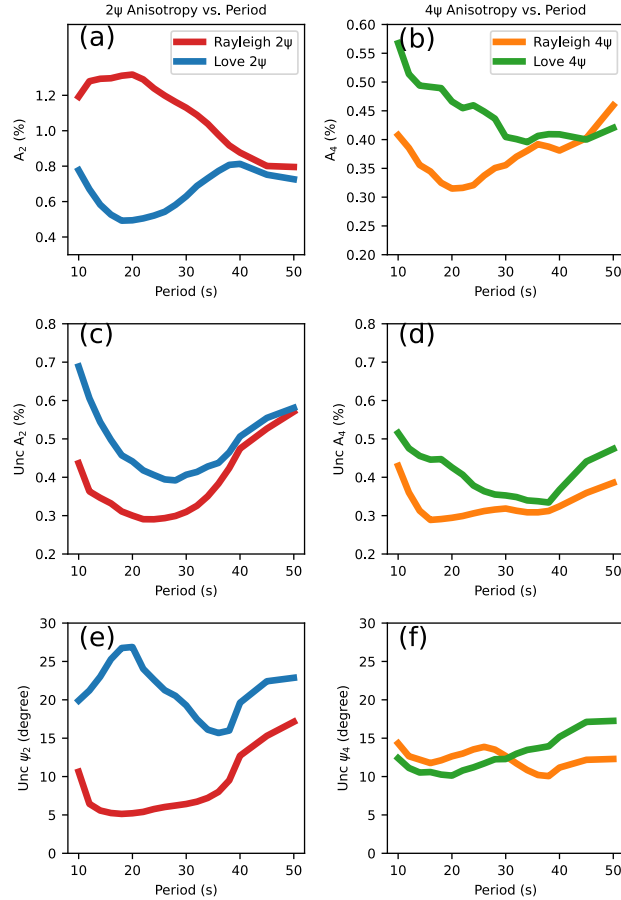 2ψ Anisotropy vs. Period
4ψ Anisotropy vs. Period
(a)
Rayleigh 2ψ
Love 2ψ
A2 (%)
1.2
1.0
0.8
0.6
0.4
10 20 30 40 50
Period (s)
(b)
Rayleigh 4ψ
Love 4ψ
A4 (%)
0.60
0.55
0.50
0.45
0.40
0.35
0.30
0.25
0.20
10 20 30 40 50
Period (s)
(c)
Unc A2 (%)
0.8
0.7
0.6
0.5
0.4
0.3
0.2
10 20 30 40 50
Period (s)
(d)
Unc A4 (%)
0.8
0.7
0.6
0.5
0.4
0.3
0.2
10 20 30 40 50
Period (s)
(e)
Unc ψ2 (degree)
30
25
20
15
10
5
0
10 20 30 40 50
Period (s)
(f)
Unc ψ4 (degree)
30
25
20
15
10
5
0
10 20 30 40 50
Period (s)